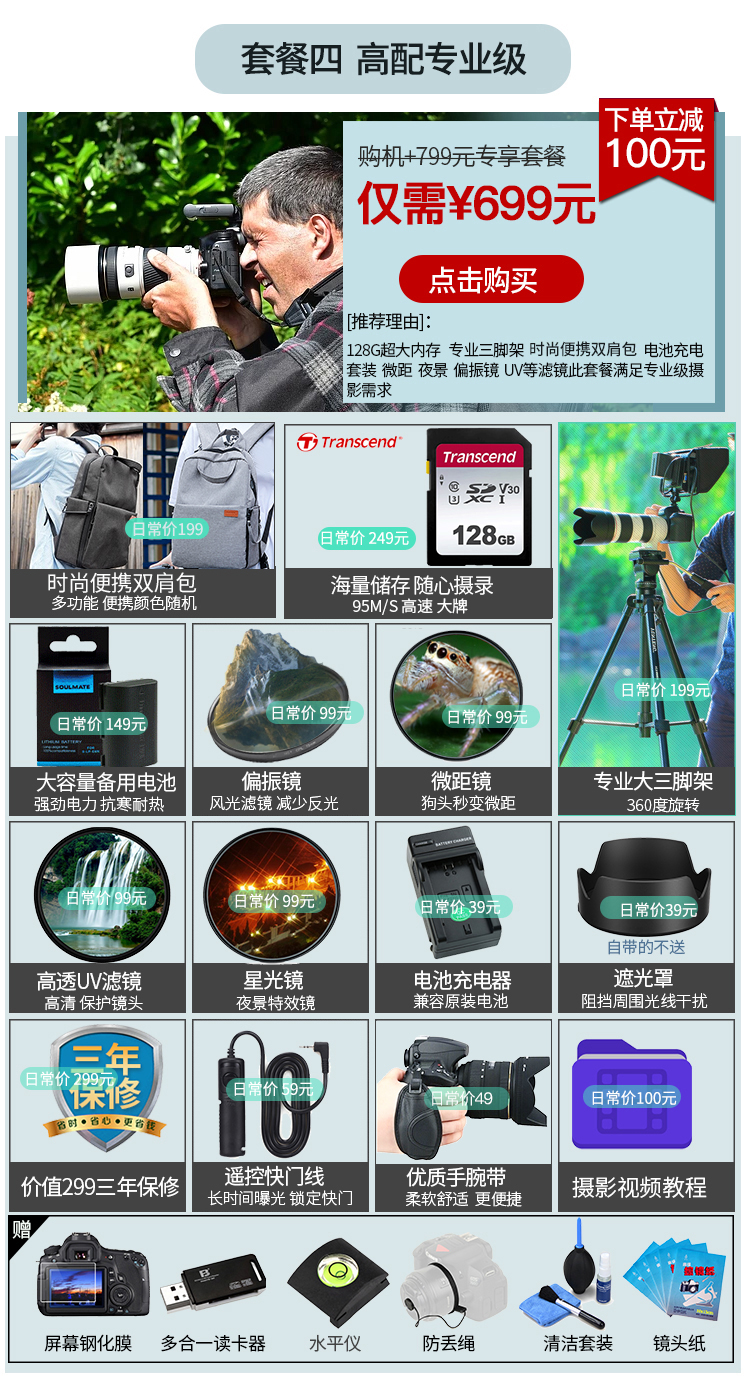 套餐四 高配专业级
下单立减
100元
购机+799元专享套餐
仅需¥699元
点击购买
[推荐理由]:
128G超大内存 专业三脚架 时尚便携双肩包 电池充电
套装 微距 夜景 偏振镜 UV等滤镜此套餐满足专业级摄
影需求
日常价199
时尚便携双肩包
多功能 便携颜色随机
Transcend
Transcend
V30
U3
I
128GB
日常价 249元
海量储存 随心摄录
95M/S 高速 大牌
日常价 199元
专业大三脚架
360度旋转
SOULMATE
日常价 149元
大容量备用电池
强劲电力 抗寒耐热
日常价 99元
偏振镜
风光滤镜 减少反光
日常价 99元
微距镜
狗头秒变微距
日常价 99元
高透UV滤镜
高清 保护镜头
日常价 99元
星光镜
夜景特效镜
BATTERY CHARGER
日常价 39元
电池充电器
兼容原装电池
日常价39元
自带的不送
遮光罩
阻挡周围光线干扰
三年
保修
日常价 299元
省时·省心·更省钱
价值299三年保修
日常价 59元
遥控快门线
长时间曝光 锁定快门
日常价49
优质手腕带
柔软舒适 更便捷
日常价100元
摄影视频教程
赠
屏幕钢化膜
多合一读卡器
水平仪
防丢绳
清洁套装
镜头纸